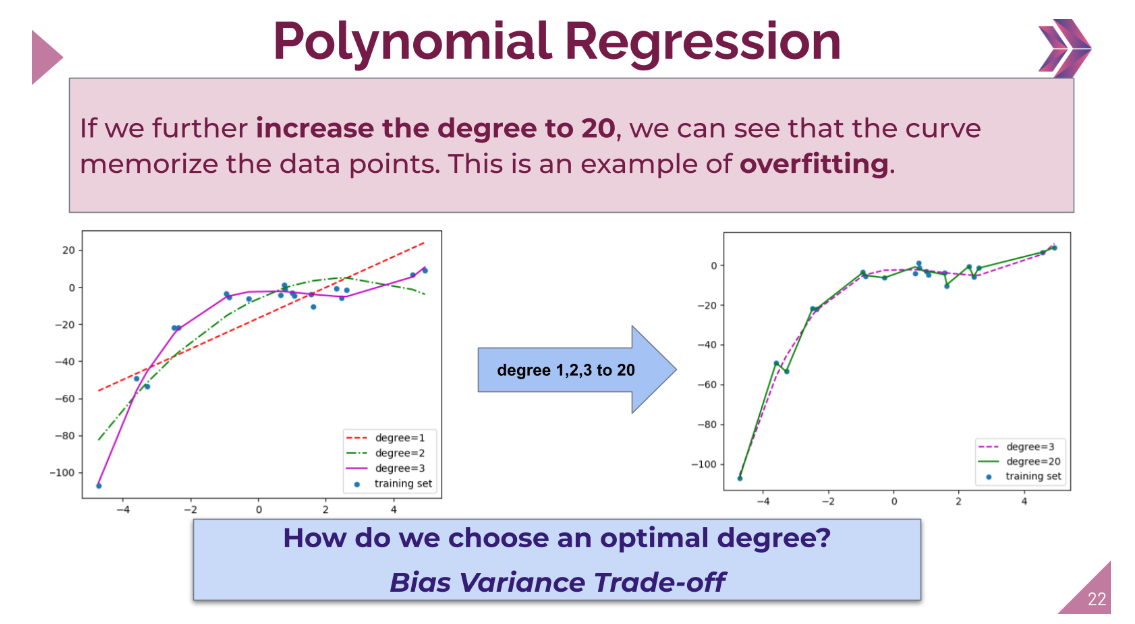 Polynomial Regression
If we further increase the degree to 20, we can see that the curve
memorize the data points. This is an example of overfitting.
20
0
−20
−40
−60
−80
−100
−4
−2
0
2
4
degree=1
degree=2
degree=3
training set
degree 1,2,3 to 20
0
−20
−40
−60
−80
−100
−4
−2
0
2
4
degree=3
degree=20
training set
How do we choose an optimal degree?
Bias Variance Trade-off
22